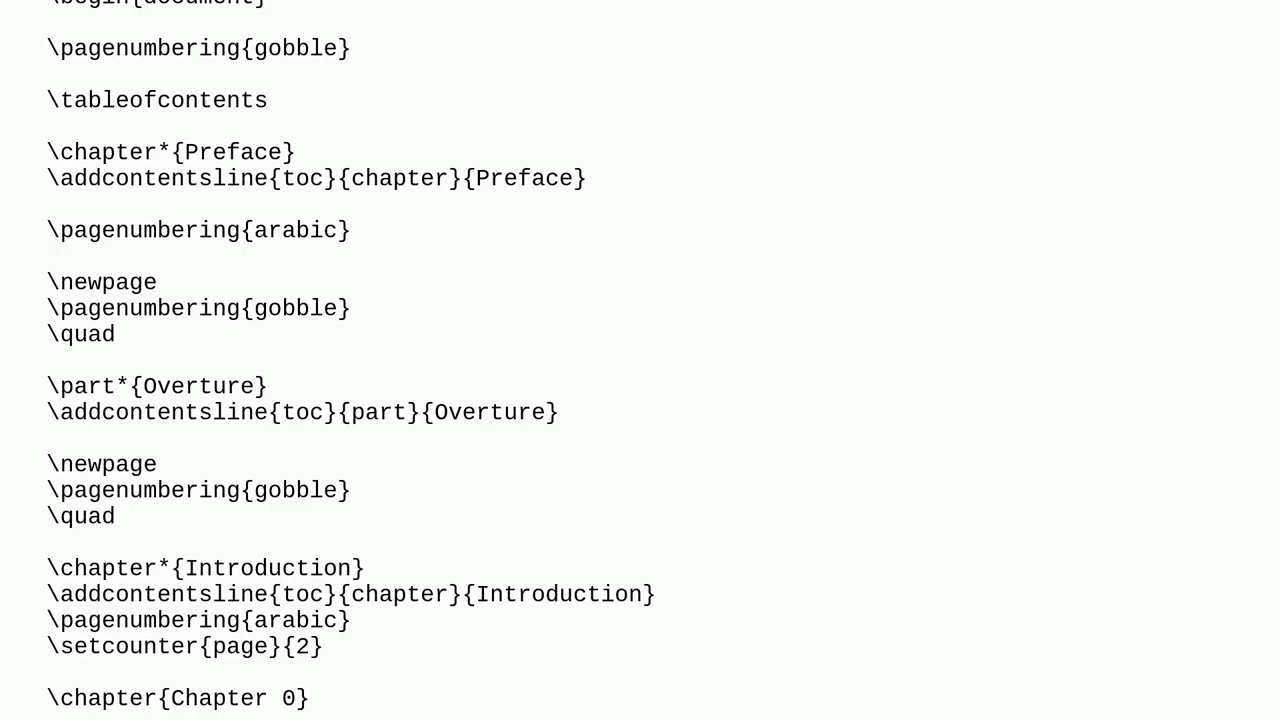 \begin{document}
\pagenumbering{gobble}
\tableofcontents
\chapter*{Preface}
\addcontentsline{toc}{chapter}{Preface}
\pagenumbering{arabic}
\newpage
\pagenumbering{gobble}
\quad
\part*{Overture}
\addcontentsline{toc}{part}{Overture}
\newpage
\pagenumbering{gobble}
\quad
\chapter*{Introduction}
\addcontentsline{toc}{chapter}{Introduction}
\pagenumbering{arabic}
\setcounter{page}{2}
\chapter{Chapter 0}